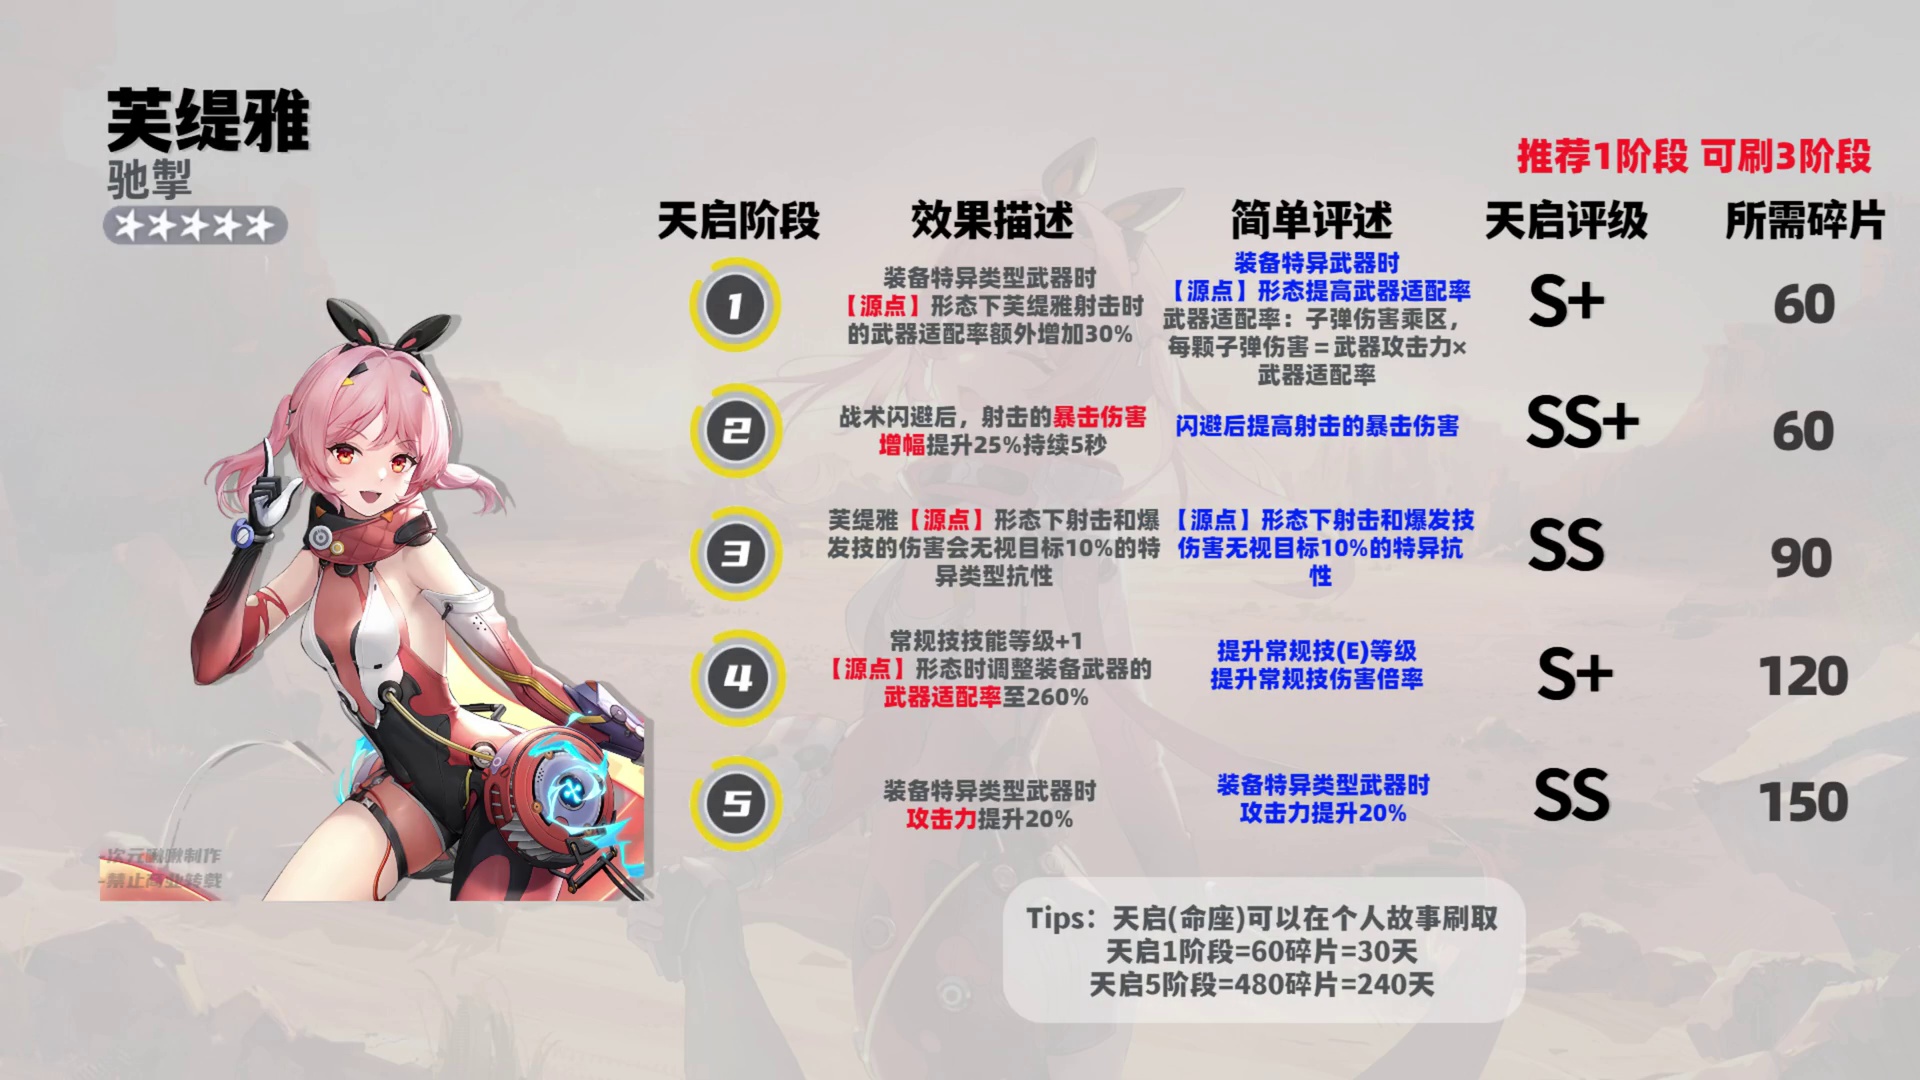 芙缇雅
驰掣
推荐1阶段 可刷3阶段
天启阶段 效果描述 简单评述 天启评级 所需碎片
1
装备特异类型武器时
【源点】形态下芙缇雅射击时
的武器适配率额外增加30%
装备特异武器时
【源点】形态提高武器适配率
武器适配率：子弹伤害乘区，
每颗子弹伤害＝武器攻击力×
武器适配率
S+
60
2
战术闪避后，射击的暴击伤害
增幅提升25%持续5秒
闪避后提高射击的暴击伤害
SS+
60
3
芙缇雅【源点】形态下射击和爆
发技的伤害会无视目标10%的特
异类型抗性
【源点】形态下射击和爆发技
伤害无视目标10%的特异抗
性
SS
90
4
常规技技能等级+1
【源点】形态时调整装备武器的
武器适配率至260%
提升常规技(E)等级
提升常规技伤害倍率
S+
120
5
装备特异类型武器时
攻击力提升20%
装备特异类型武器时
攻击力提升20%
SS
150
-次元啾啾制作
-禁止商业转载
Tips：天启(命座)可以在个人故事刷取
天启1阶段=60碎片=30天
天启5阶段=480碎片=240天